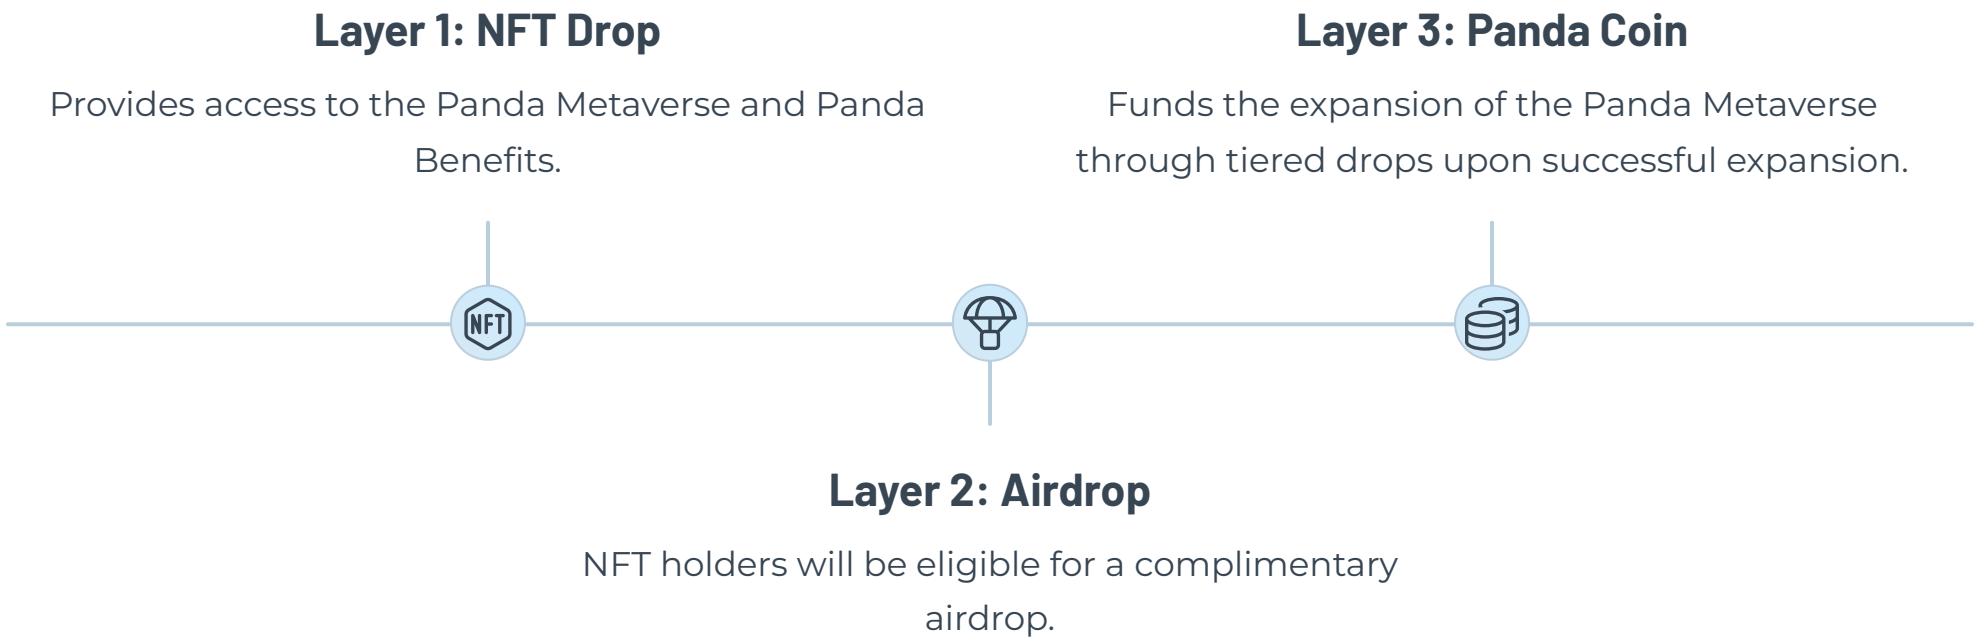 Layer 1: NFT Drop
Provides access to the Panda Metaverse and Panda
Benefits.
Layer 3: Panda Coin
Funds the expansion of the Panda Metaverse
through tiered drops upon successful expansion.
NFT
Layer 2: Airdrop
NFT holders will be eligible for a complimentary
airdrop.